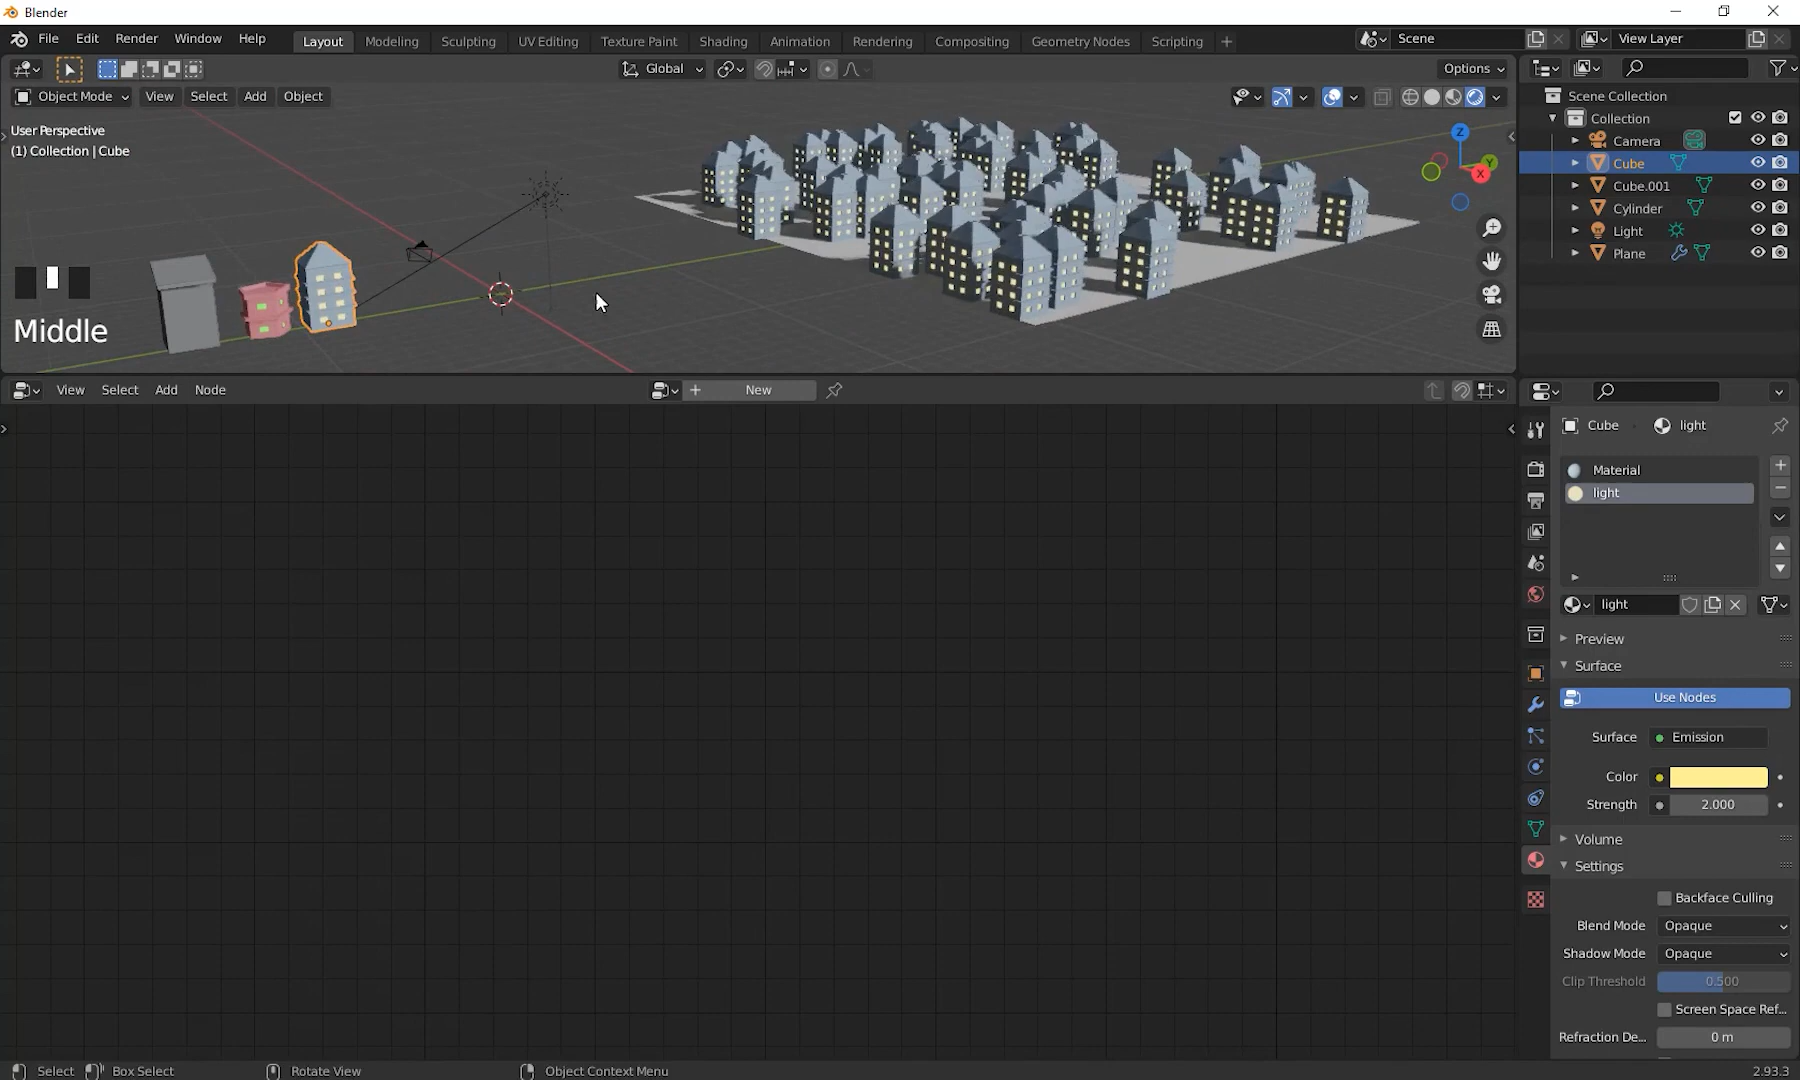 Blender
File Edit Render Window Help Layout Modeling Sculpting UV Editing Texture Paint Shading Animation Rendering Compositing Geometry Nodes Scripting + Scene View Layer
Global Options
Object Mode View Select Add Object
User Perspective
(1) Collection | Cube
Z
Y
X
Middle
Scene Collection
Collection
Camera
Cube
Cube.001
Cylinder
Light
Plane
View Select Add Node + New
Cube light
Material
light
light
Preview
Surface
Use Nodes
Surface Emission
Color
Strength 2.000
Volume
Settings
Backface Culling
Blend Mode Opaque
Shadow Mode Opaque
Clip Threshold 0.500
Screen Space Ref...
Refraction De... 0 m
Select Box Select Rotate View Object Context Menu 2.93.3